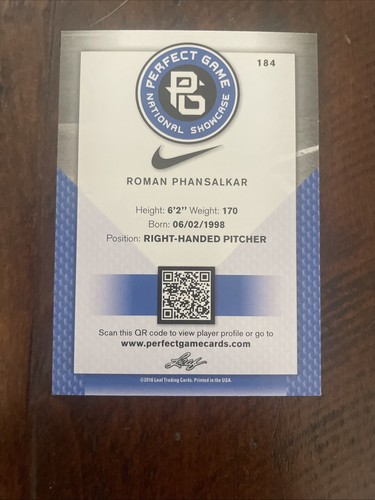 PERFECT GAME
PG
NATIONAL SHOWCASE
184
ROMAN PHANSALKAR
Height: 6'2" Weight: 170
Born: 06/02/1998
Position: RIGHT-HANDED PITCHER
Scan this QR code to view player profile or go to
www.perfectgamecards.com
Leaf
©2016 Leaf Trading Cards. Printed in the USA.